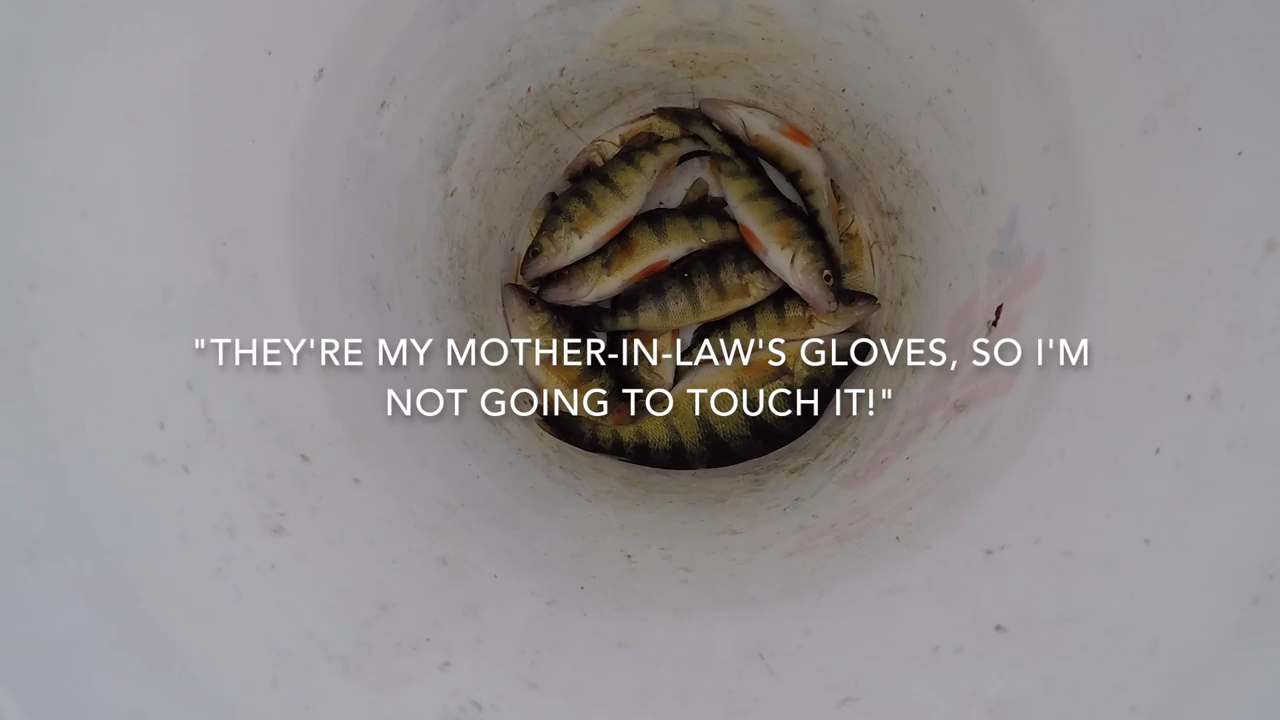 "THEY'RE MY MOTHER-IN-LAW'S GLOVES, SO I'M
NOT GOING TO TOUCH IT!"